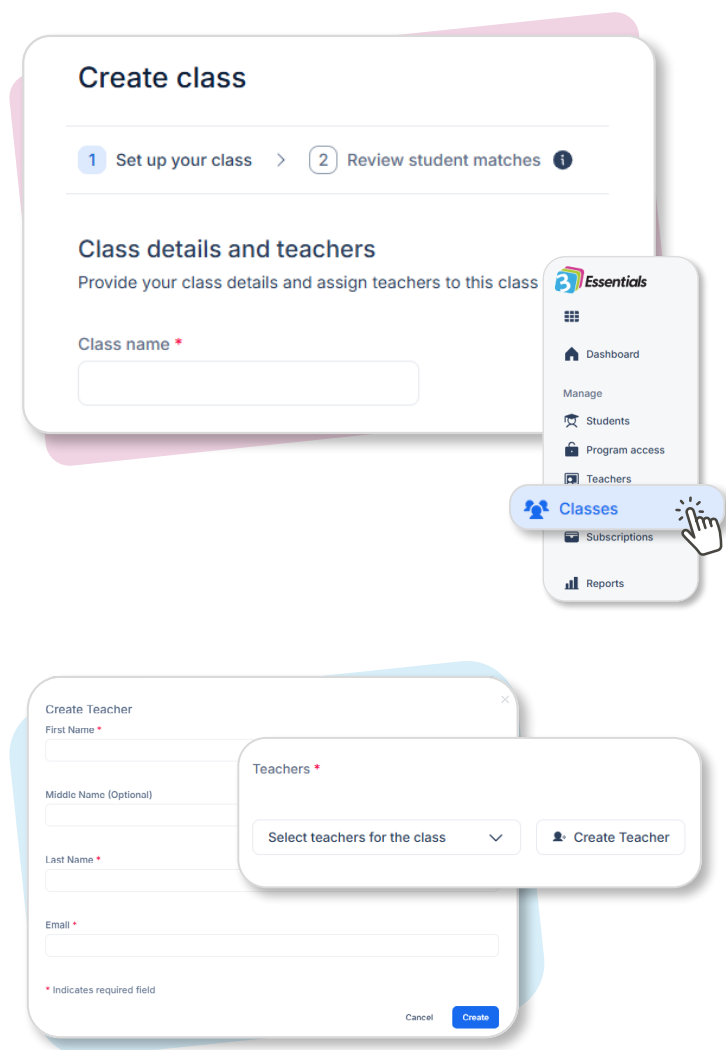 Create class
1 Set up your class > 2 Review student matches i
Class details and teachers
Provide your class details and assign teachers to this class
Class name *
3 Essentials
Dashboard
Manage
Students
Program access
Teachers
Classes
Subscriptions
Reports
Create Teacher
First Name *
Middle Name (Optional)
Last Name *
Email *
* Indicates required field
Cancel Create
Teachers *
Select teachers for the class Create Teacher